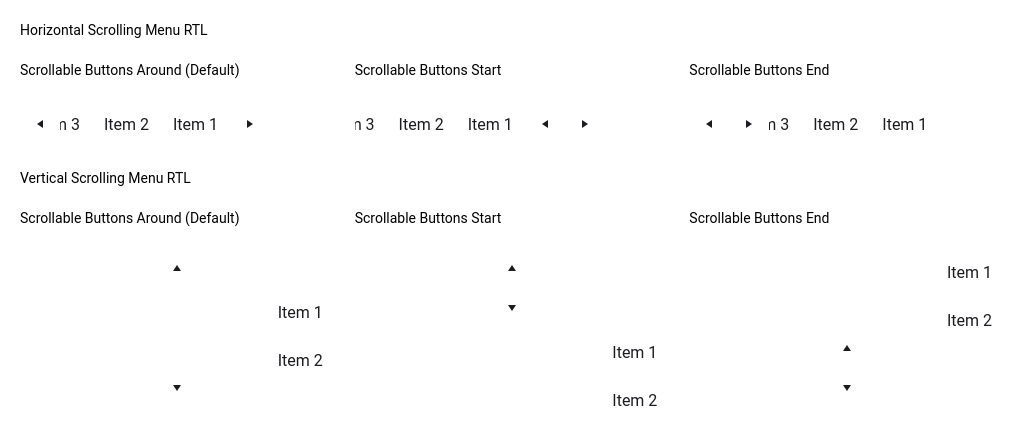 Horizontal Scrolling Menu RTL
Scrollable Buttons Around (Default) Scrollable Buttons Start Scrollable Buttons End
3 Item 2 Item 1 3 Item 2 Item 1 3 Item 2 Item 1
Vertical Scrolling Menu RTL
Scrollable Buttons Around (Default) Scrollable Buttons Start Scrollable Buttons End
Item 1
Item 1
Item 2
Item 2
Item 1
Item 2